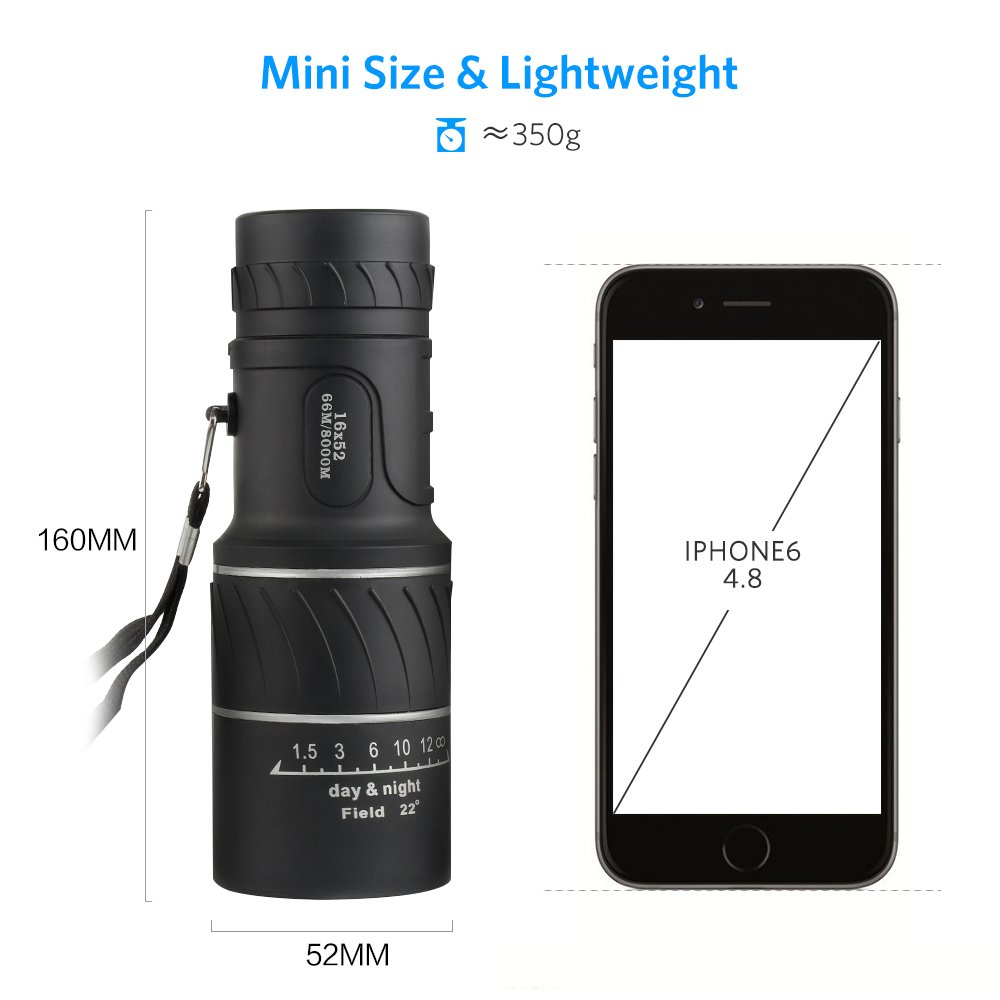 Mini Size & Lightweight
≈350g
160MM
16x52
66M/8000M
1.5 3 6 10 12 ∞
day & night
Field 22°
52MM
IPHONE6
4.8